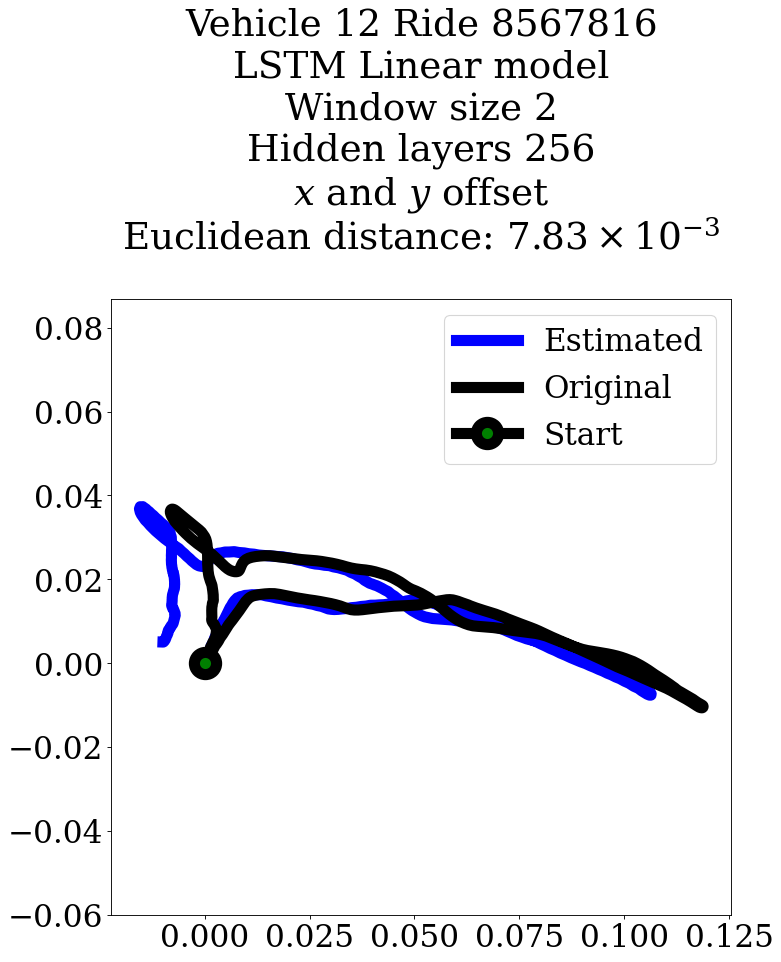 Vehicle 12 Ride 8567816
LSTM Linear model
Window size 2
Hidden layers 256
x and y offset
Euclidean distance: 7.83 × 10⁻³
Estimated
Original
Start
0.08
0.06
0.04
0.02
0.00
−0.02
−0.04
−0.06
0.000 0.025 0.050 0.075 0.100 0.125